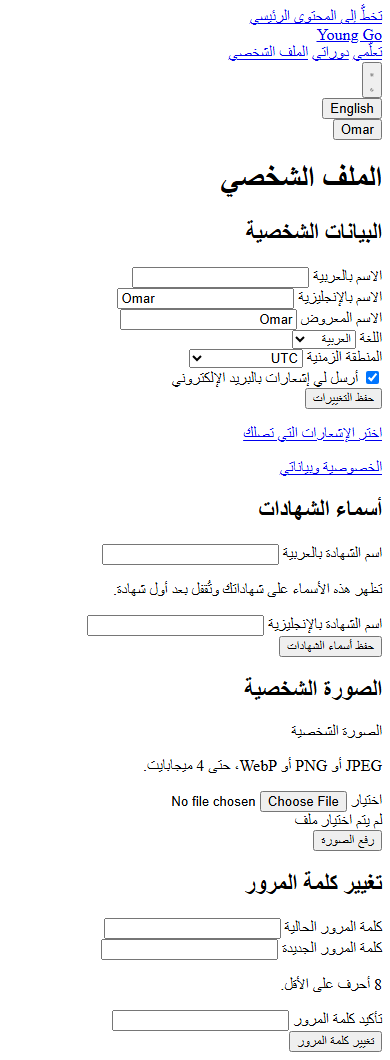 تخطَّ إلى المحتوى الرئيسي
Young Go
تعلّمي دوراتي الملف الشخصي
English
Omar
الملف الشخصي
البيانات الشخصية
الاسم بالعربية
الاسم بالإنجليزية Omar
الاسم المعروض Omar
اللغة العربية
المنطقة الزمنية UTC
أرسل لي إشعارات بالبريد الإلكتروني
حفظ التغييرات
اختر الإشعارات التي تصلك
الخصوصية وبياناتي
أسماء الشهادات
اسم الشهادة بالعربية
تظهر هذه الأسماء على شهاداتك وتُقفل بعد أول شهادة.
اسم الشهادة بالإنجليزية
حفظ أسماء الشهادات
الصورة الشخصية
الصورة الشخصية
JPEG أو PNG أو WebP، حتى 4 ميجابايت.
اختيار Choose File No file chosen
لم يتم اختيار ملف
رفع الصورة
تغيير كلمة المرور
كلمة المرور الحالية
كلمة المرور الجديدة
8 أحرف على الأقل.
تأكيد كلمة المرور
تغيير كلمة المرور